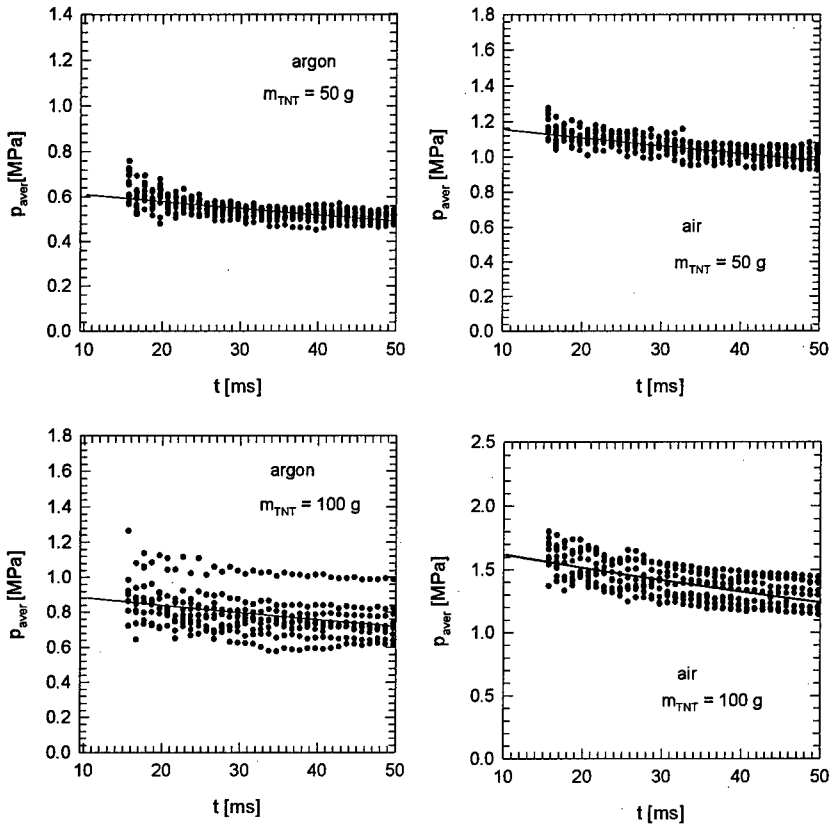 1.4
1.2
1.0
0.8
0.6
0.4
0.2
0.0
p_aver[MPa]
argon
m_TNT = 50 g
10 20 30 40 50
t [ms]
1.8
1.6
1.4
1.2
1.0
0.8
0.6
0.4
0.2
0.0
p_aver [MPa]
air
m_TNT = 50 g
10 20 30 40 50
t [ms]
1.8
1.6
1.4
1.2
1.0
0.8
0.6
0.4
0.2
0.0
p_aver [MPa]
argon
m_TNT = 100 g
10 20 30 40 50
t [ms]
2.5
2.0
1.5
1.0
0.5
0.0
p_aver [MPa]
air
m_TNT = 100 g
10 20 30 40 50
t [ms]